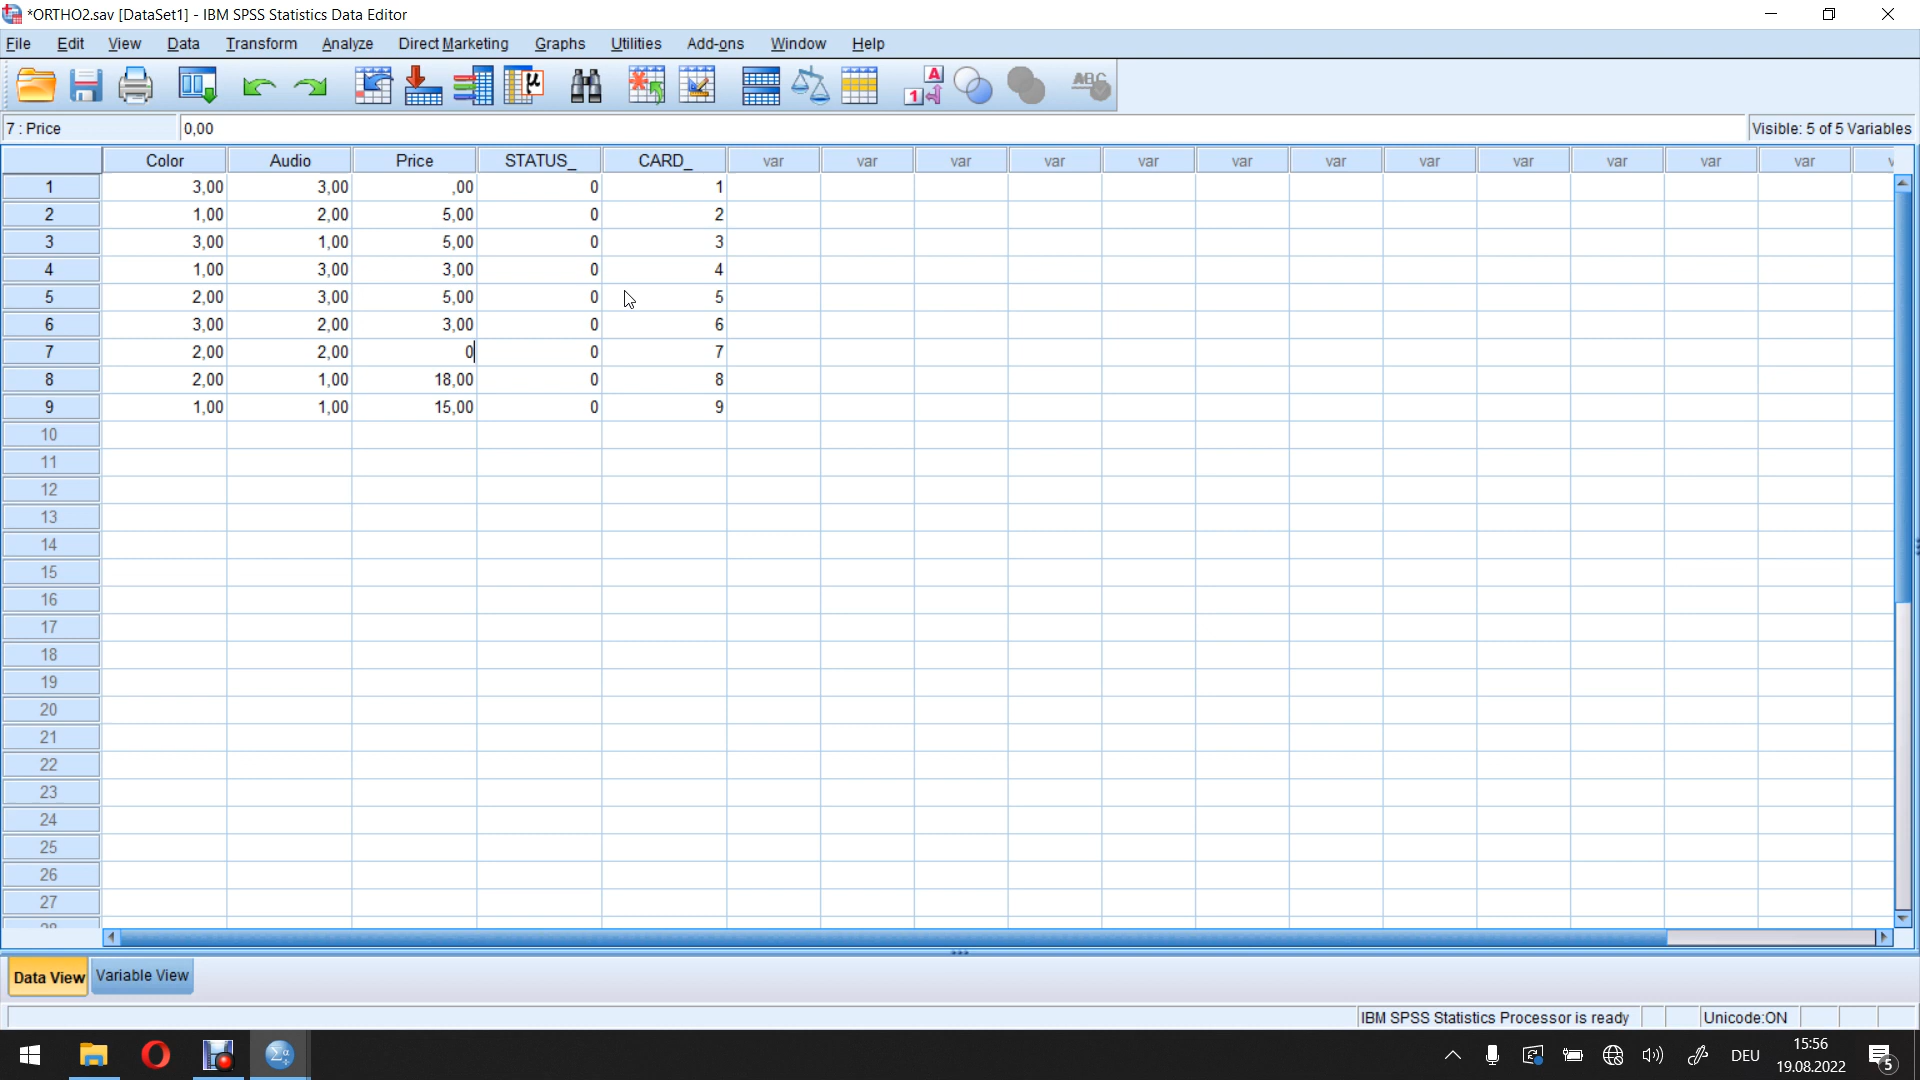 *ORTHO2.sav [DataSet1] - IBM SPSS Statistics Data Editor
File Edit View Data Transform Analyze Direct Marketing Graphs Utilities Add-ons Window Help
7 : Price 0,00 Visible: 5 of 5 Variables
Color Audio Price STATUS_ CARD_ var var var var var var var var var var var var
1 3,00 3,00 ,00 0 1
2 1,00 2,00 5,00 0 2
3 3,00 1,00 5,00 0 3
4 1,00 3,00 3,00 0 4
5 2,00 3,00 5,00 0 5
6 3,00 2,00 3,00 0 6
7 2,00 2,00 0 0 7
8 2,00 1,00 18,00 0 8
9 1,00 1,00 15,00 0 9
10
11
12
13
14
15
16
17
18
19
20
21
22
23
24
25
26
27
28
Data View Variable View
IBM SPSS Statistics Processor is ready Unicode:ON
DEU 15:56
19.08.2022 5